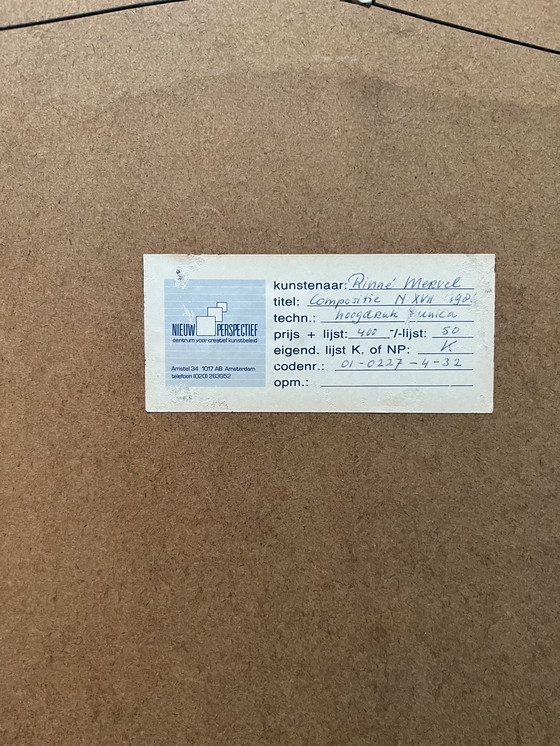 NIEUW PERSPECTIEF
centrum voor creatief kunstbeleid
Amstel 34 1017 AB Amsterdam
telefoon (020) 263952
kunstenaar: Rinné Mervel
titel: Compositie N XVII 198
techn.: hoogdruk unica
prijs + lijst: 400 -/-lijst: 50
eigend. lijst K. of NP: K
codenr.: 01-0227-4-32
opm.: